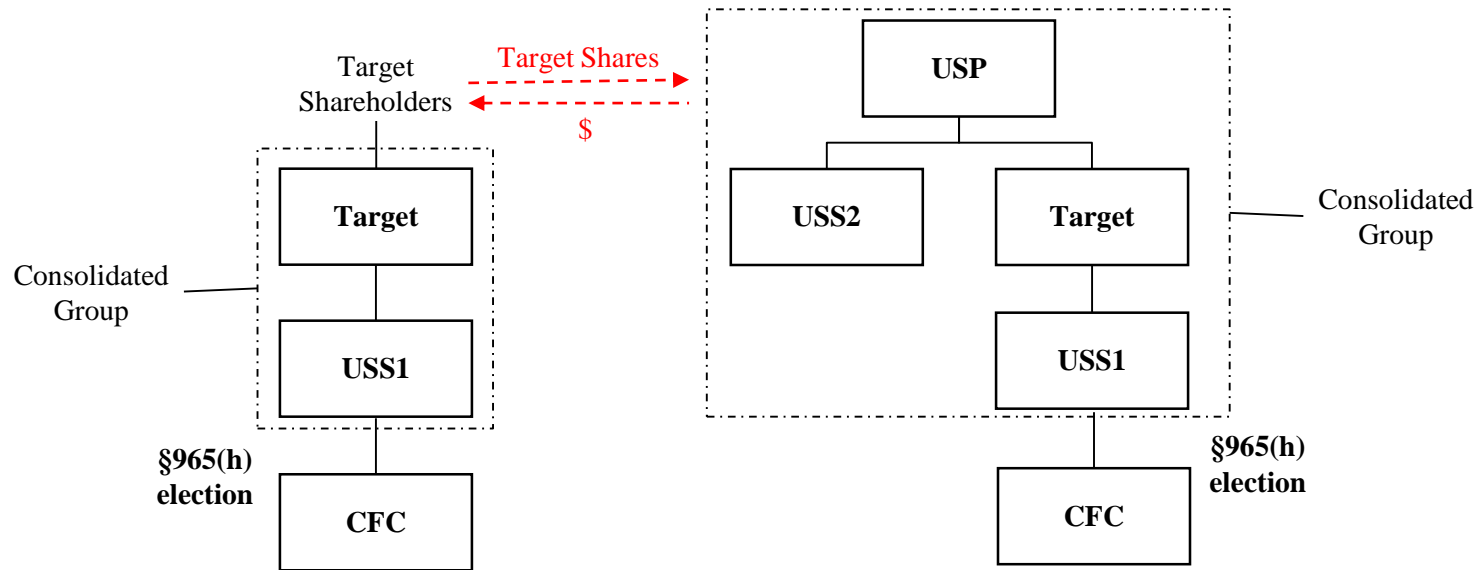 Target
Shareholders
Target Shares
$
Target
USS1
Consolidated
Group
§965(h)
election
CFC
USP
USS2
Target
USS1
Consolidated
Group
§965(h)
election
CFC